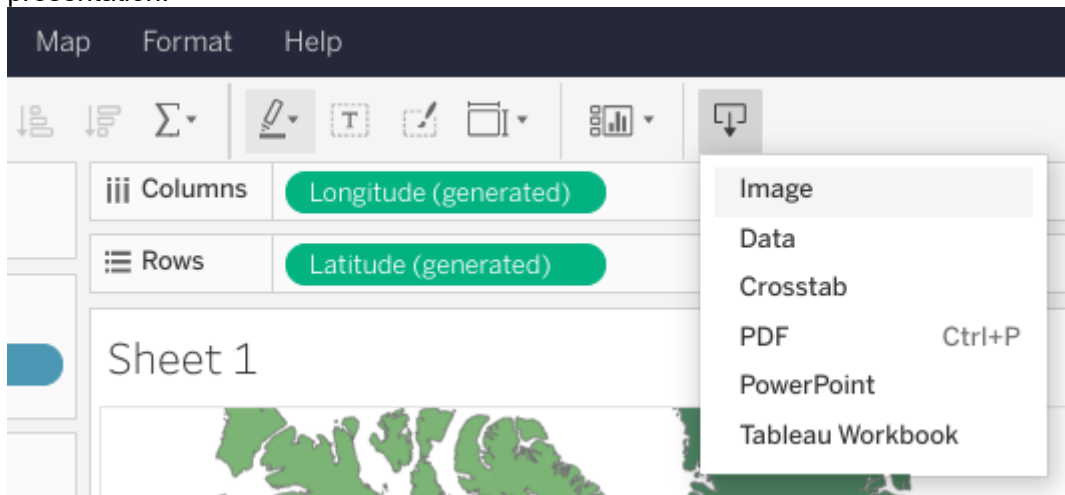 presentation.
Map Format Help
T
Columns Longitude (generated)
Rows Latitude (generated)
Sheet 1
Image
Data
Crosstab
PDF Ctrl+P
PowerPoint
Tableau Workbook